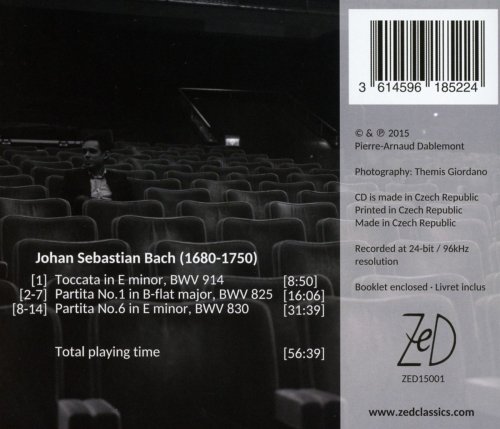 3 614596 185224
© & ℗ 2015
Pierre-Arnaud Dablemont
Photography: Themis Giordano
CD is made in Czech Republic
Printed in Czech Republic
Made in Czech Republic
Recorded at 24-bit / 96kHz
resolution
Booklet enclosed · Livret inclus
ZeD
ZED15001
www.zedclassics.com
Johan Sebastian Bach (1680-1750)
[1] Toccata in E minor, BWV 914 [8:50]
[2-7] Partita No.1 in B-flat major, BWV 825 [16:06]
[8-14] Partita No.6 in E minor, BWV 830 [31:39]
Total playing time [56:39]